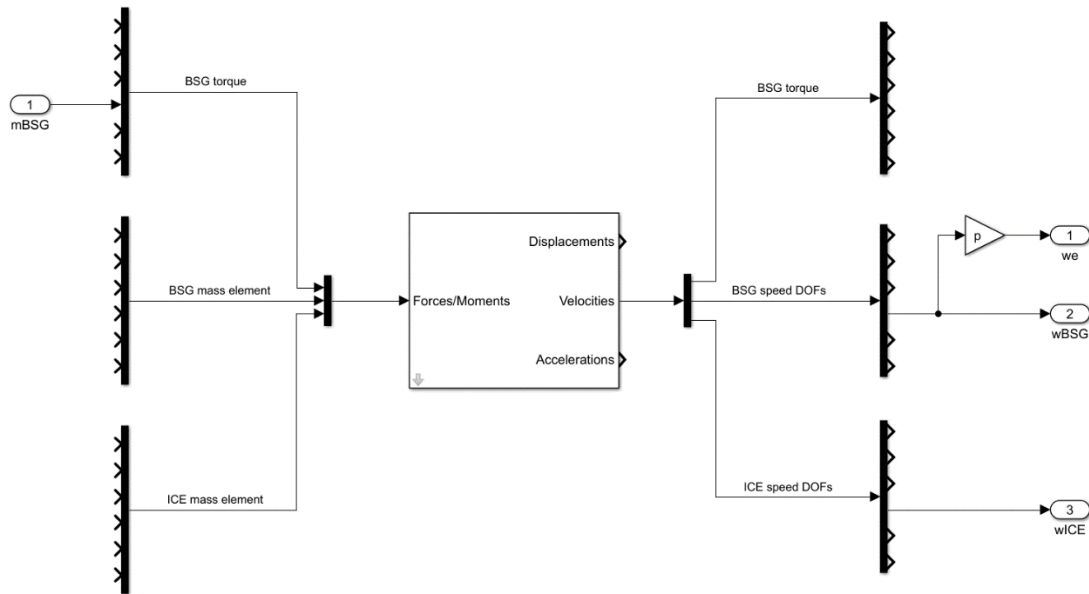 1
mBSG
BSG torque
BSG mass element
ICE mass element
Forces/Moments
Displacements
Velocities
Accelerations
BSG torque
BSG speed DOFs
ICE speed DOFs
p
1
we
2
wBSG
3
wICE